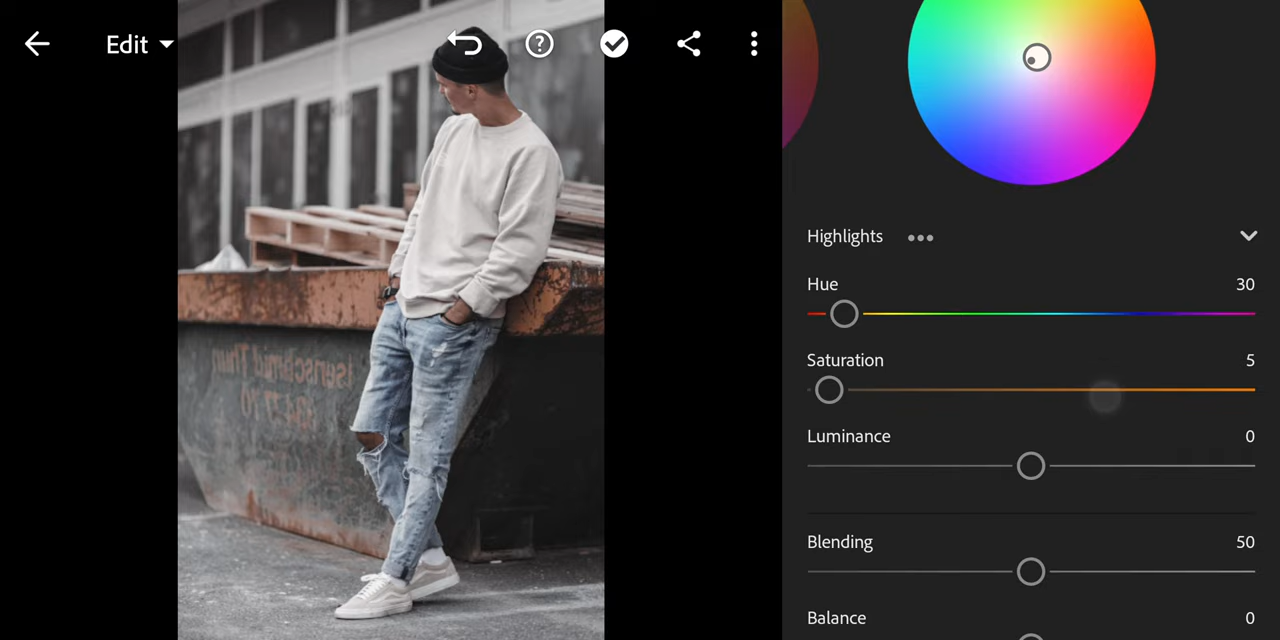 Edit
Highlights
Hue 30
Saturation 5
Luminance 0
Blending 50
Balance 0